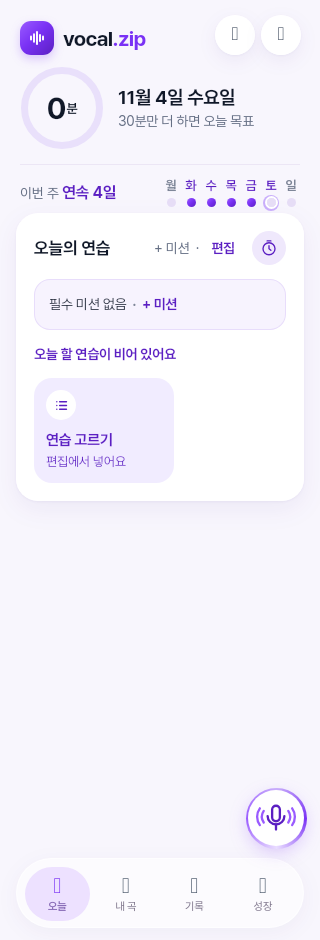 vocal.zip
0분
11월 4일 수요일
30분만 더 하면 오늘 목표
이번 주 연속 4일
월 화 수 목 금 토 일
오늘의 연습
+ 미션 · 편집
필수 미션 없음 · + 미션
오늘 할 연습이 비어 있어요
연습 고르기
편집에서 넣어요
오늘 내 곡 기록 성장